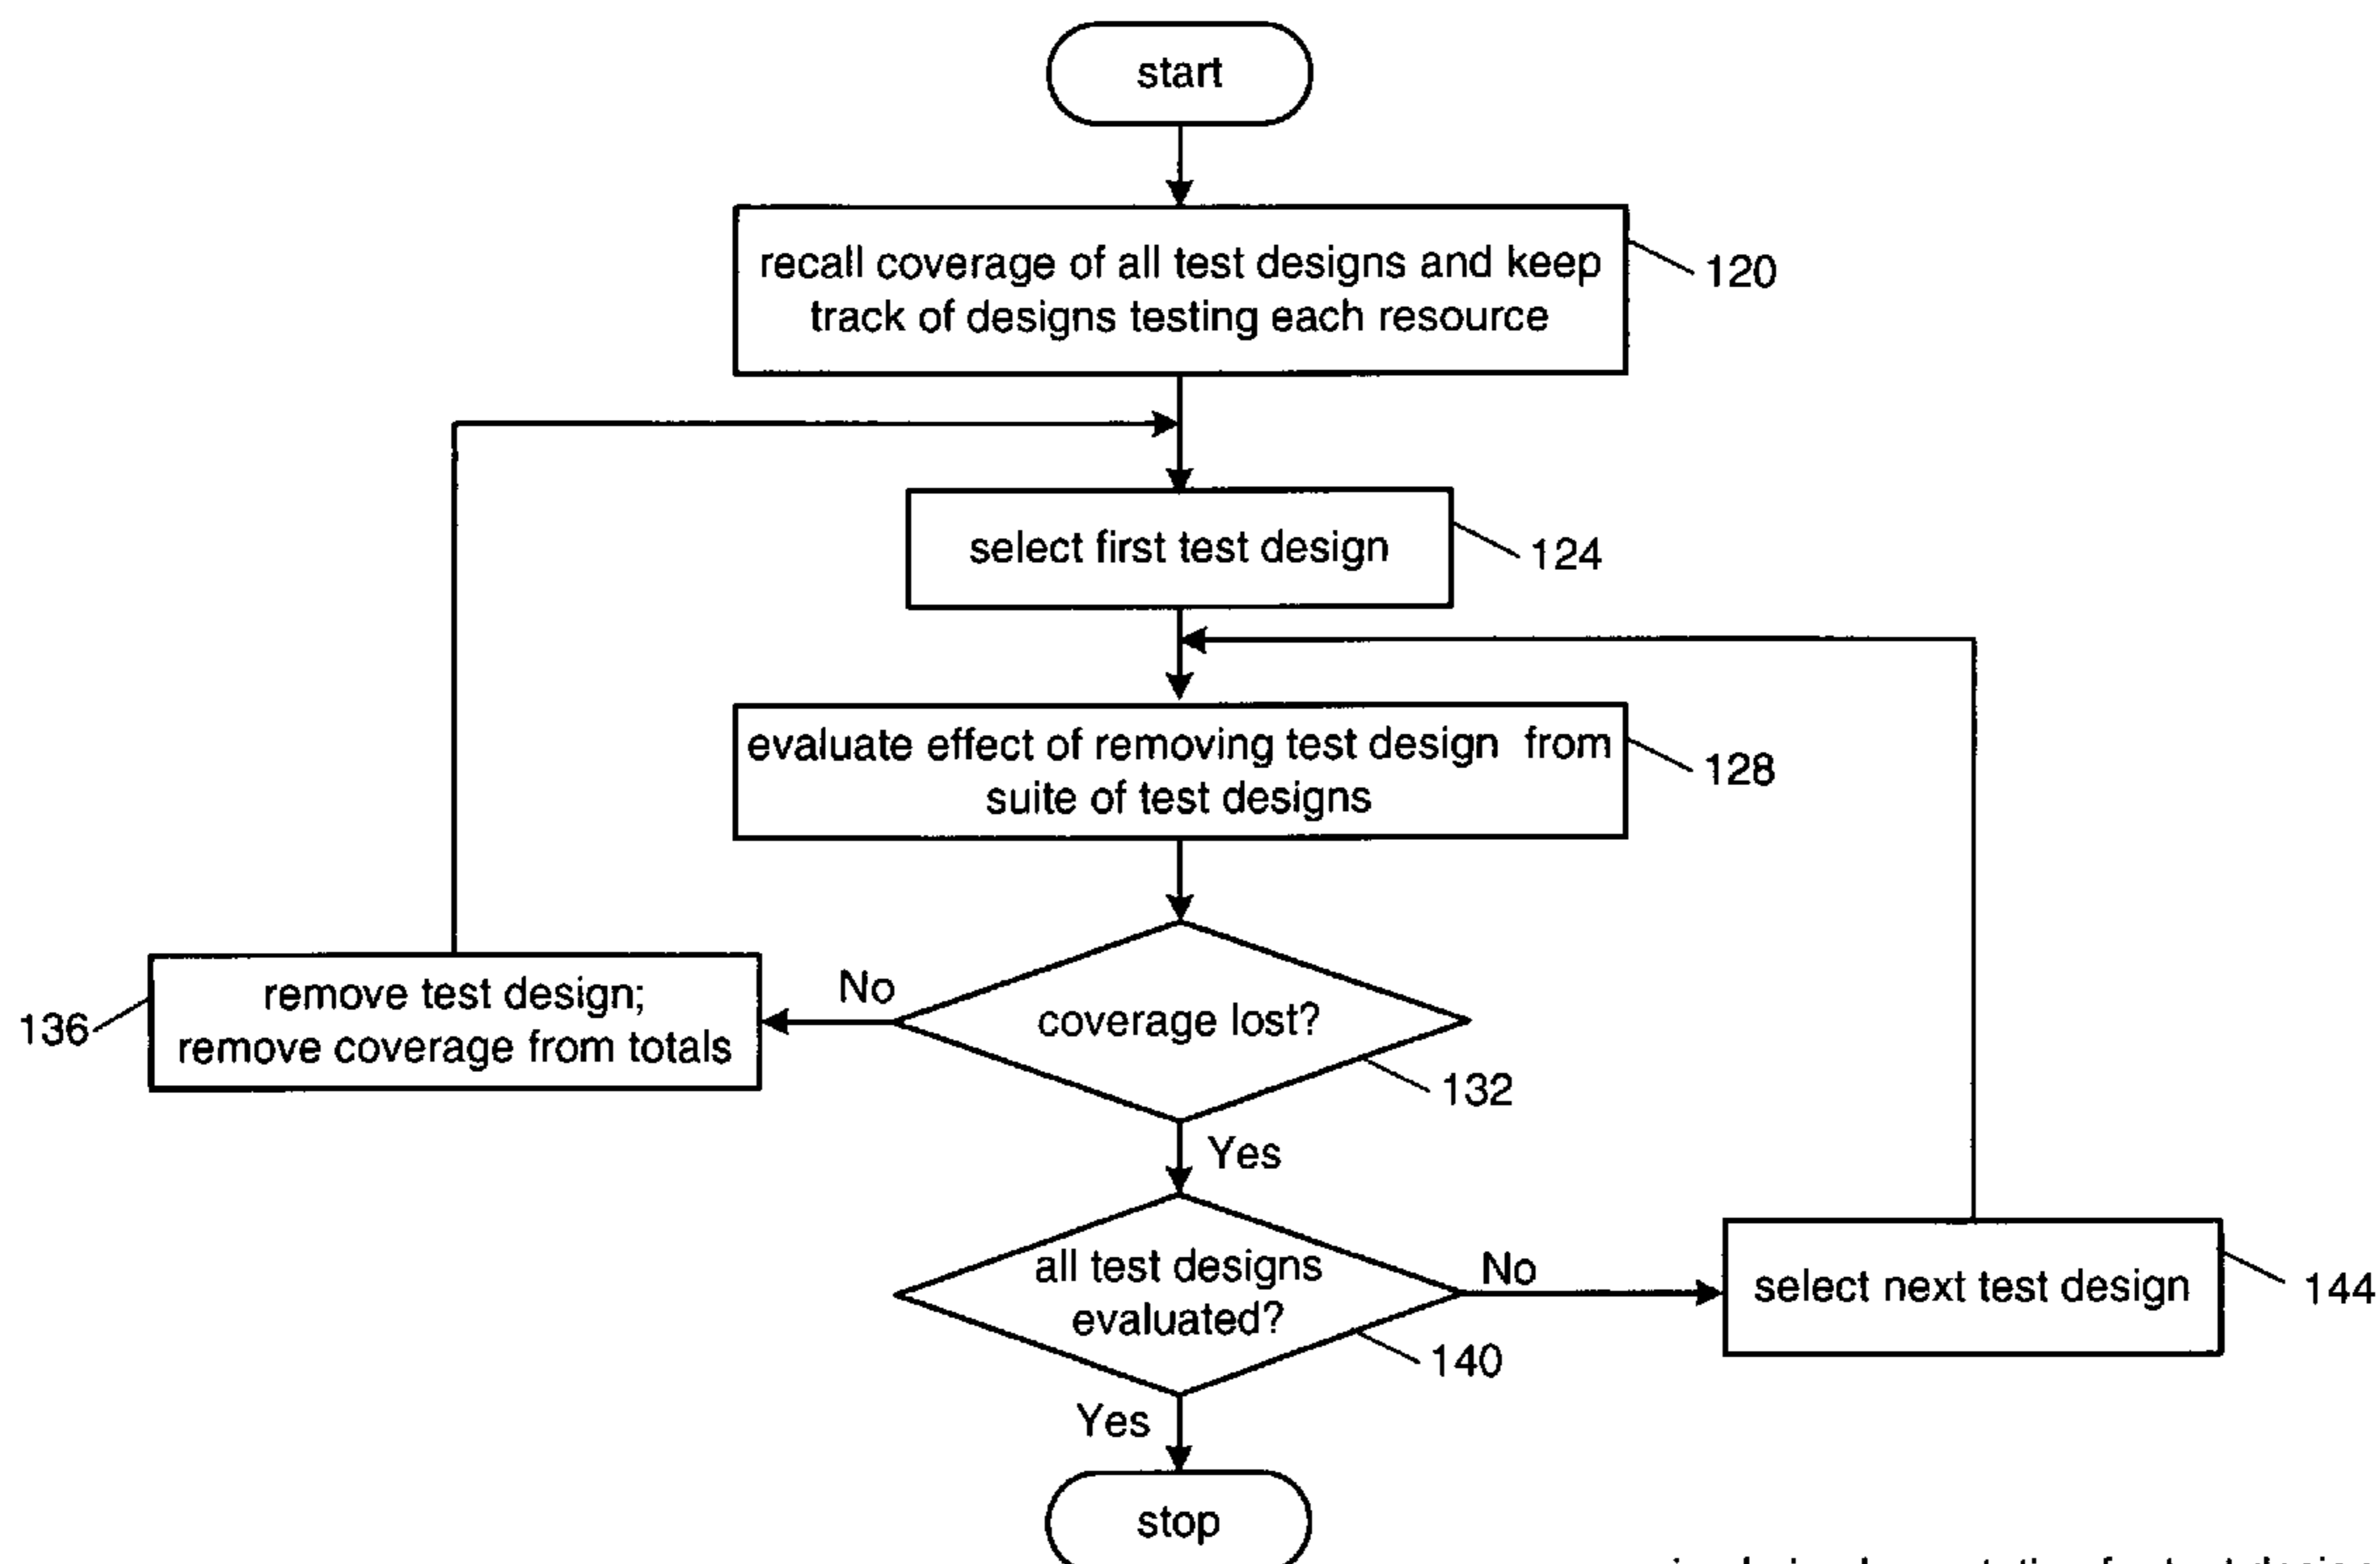 start
recall coverage of all test designs and keep
track of designs testing each resource
120
select first test design
124
evaluate effect of removing test design from
suite of test designs
128
remove test design;
remove coverage from totals
136
No
coverage lost?
132
Yes
all test designs
evaluated?
140
No
select next test design
144
Yes
stop